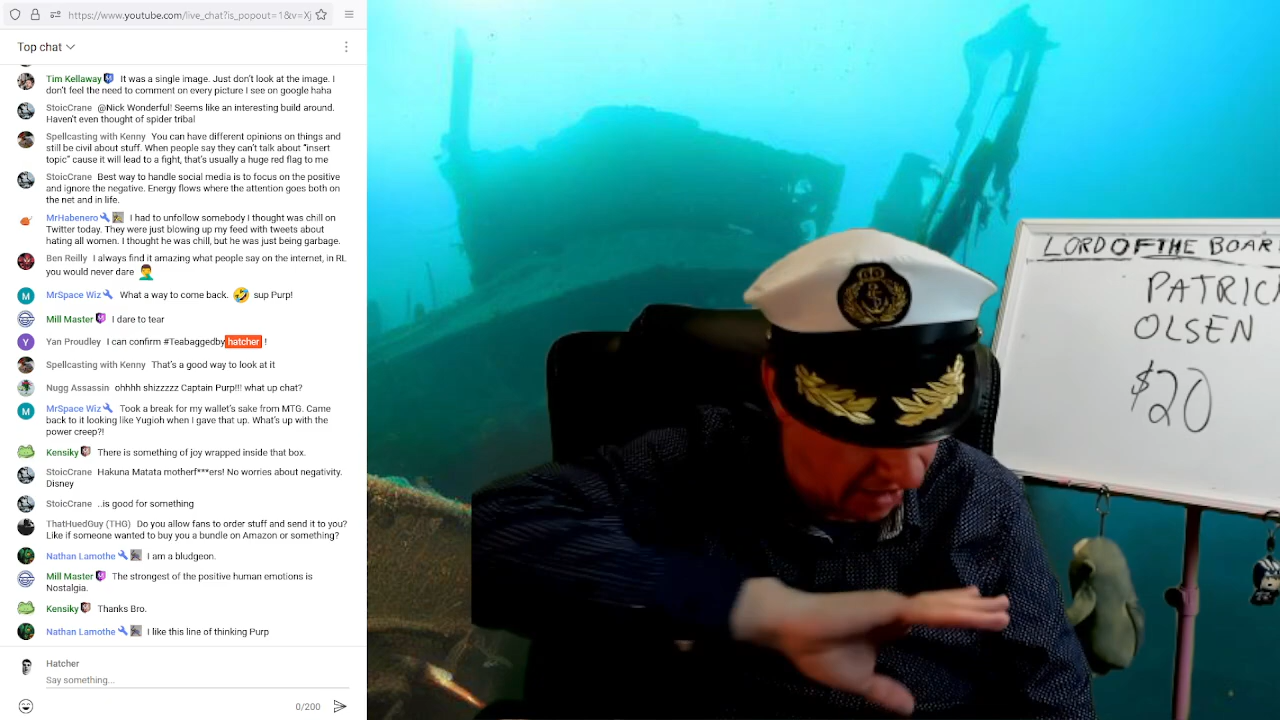 https://www.youtube.com/live_chat?is_popout=1&v=Xj
Top chat
Tim Kellaway It was a single image. Just don't look at the image. I
don't feel the need to comment on every picture I see on google haha
StoicCrane @Nick Wonderful! Seems like an interesting build around.
Haven't even thought of spider tribal
Spellcasting with Kenny You can have different opinions on things and
still be civil about stuff. When people say they can't talk about "insert
topic" cause it will lead to a fight, that's usually a huge red flag to me
StoicCrane Best way to handle social media is to focus on the positive
and ignore the negative. Energy flows where the attention goes both on
the net and in life.
MrHabenero I had to unfollow somebody I thought was chill on
Twitter today. They were just blowing up my feed with tweets about
hating all women. I thought he was chill, but he was just being garbage.
Ben Reilly I always find it amazing what people say on the internet, in RL
you would never dare
MrSpace Wiz What a way to come back. sup Purp!
Mill Master I dare to tear
Yan Proudley I can confirm #Teabaggedby hatcher !
Spellcasting with Kenny That's a good way to look at it
Nugg Assassin ohhhh shizzzzz Captain Purp!!! what up chat?
MrSpace Wiz Took a break for my wallet's sake from MTG. Came
back to it looking like Yugioh when I gave that up. What's up with the
power creep?!
Kensiky There is something of joy wrapped inside that box.
StoicCrane Hakuna Matata motherf***ers! No worries about negativity.
Disney
StoicCrane ..is good for something
ThatHuedGuy (THG) Do you allow fans to order stuff and send it to you?
Like if someone wanted to buy you a bundle on Amazon or something?
Nathan Lamothe I am a bludgeon.
Mill Master The strongest of the positive human emotions is
Nostalgia.
Kensiky Thanks Bro.
Nathan Lamothe I like this line of thinking Purp
Hatcher
Say something...
0/200
LORD OF THE BOAR
PATRIC
OLSEN
$20